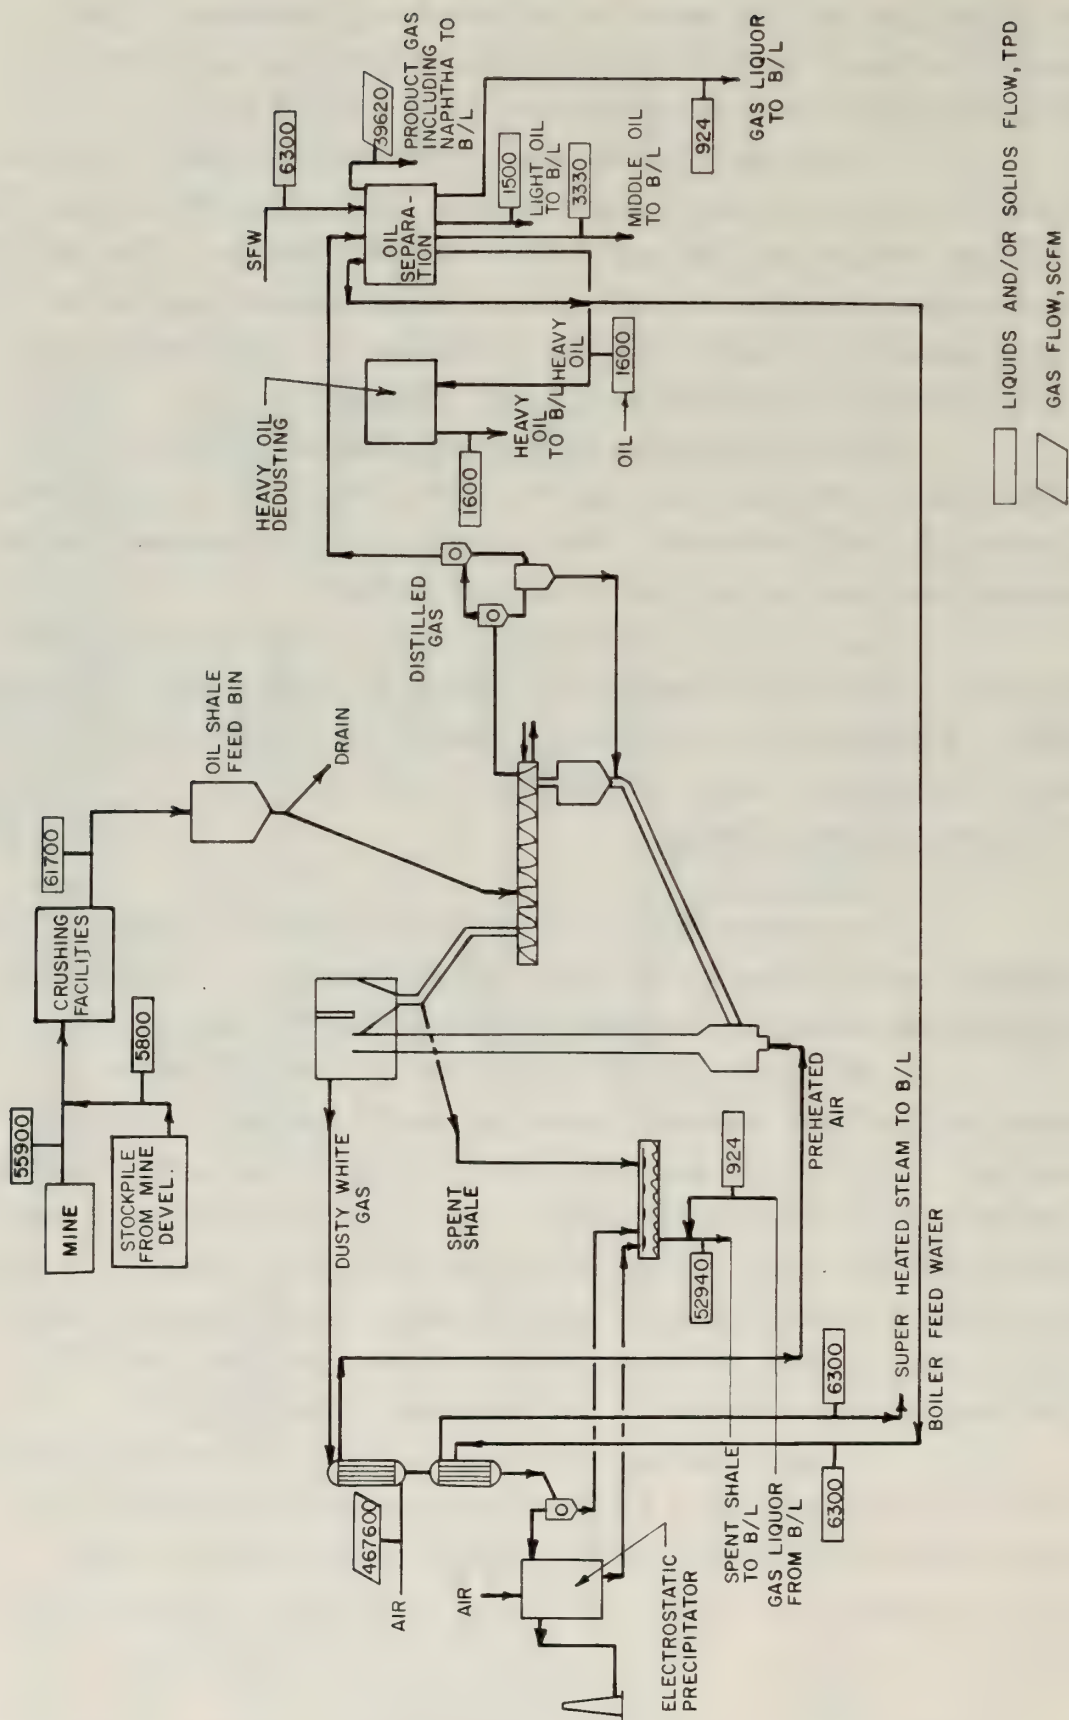 MINE
55900
STOCKPILE
FROM MINE
DEVEL.
5800
CRUSHING
FACILITIES
61700
OIL SHALE
FEED BIN
DRAIN
DUSTY WHITE
GAS
SPENT
SHALE
DISTILLED
GAS
HEAVY OIL
DEDUSTING
1600
HEAVY
OIL
TO B/L
HEAVY
OIL
OIL
1600
SFW
6300
39620
PRODUCT GAS
INCLUDING
NAPHTHA TO
B/L
OIL
SEPARA-
TION
1500
LIGHT OIL
TO B/L
3330
MIDDLE OIL
TO B/L
924
GAS LIQUOR
TO B/L
467600
AIR
AIR
ELECTROSTATIC
PRECIPITATOR
52940
924
SPENT SHALE
TO B/L
GAS LIQUOR
FROM B/L
PREHEATED
AIR
6300
6300
SUPER HEATED STEAM TO B/L
BOILER FEED WATER
LIQUIDS AND/OR SOLIDS FLOW, TPD
GAS FLOW, SCFM